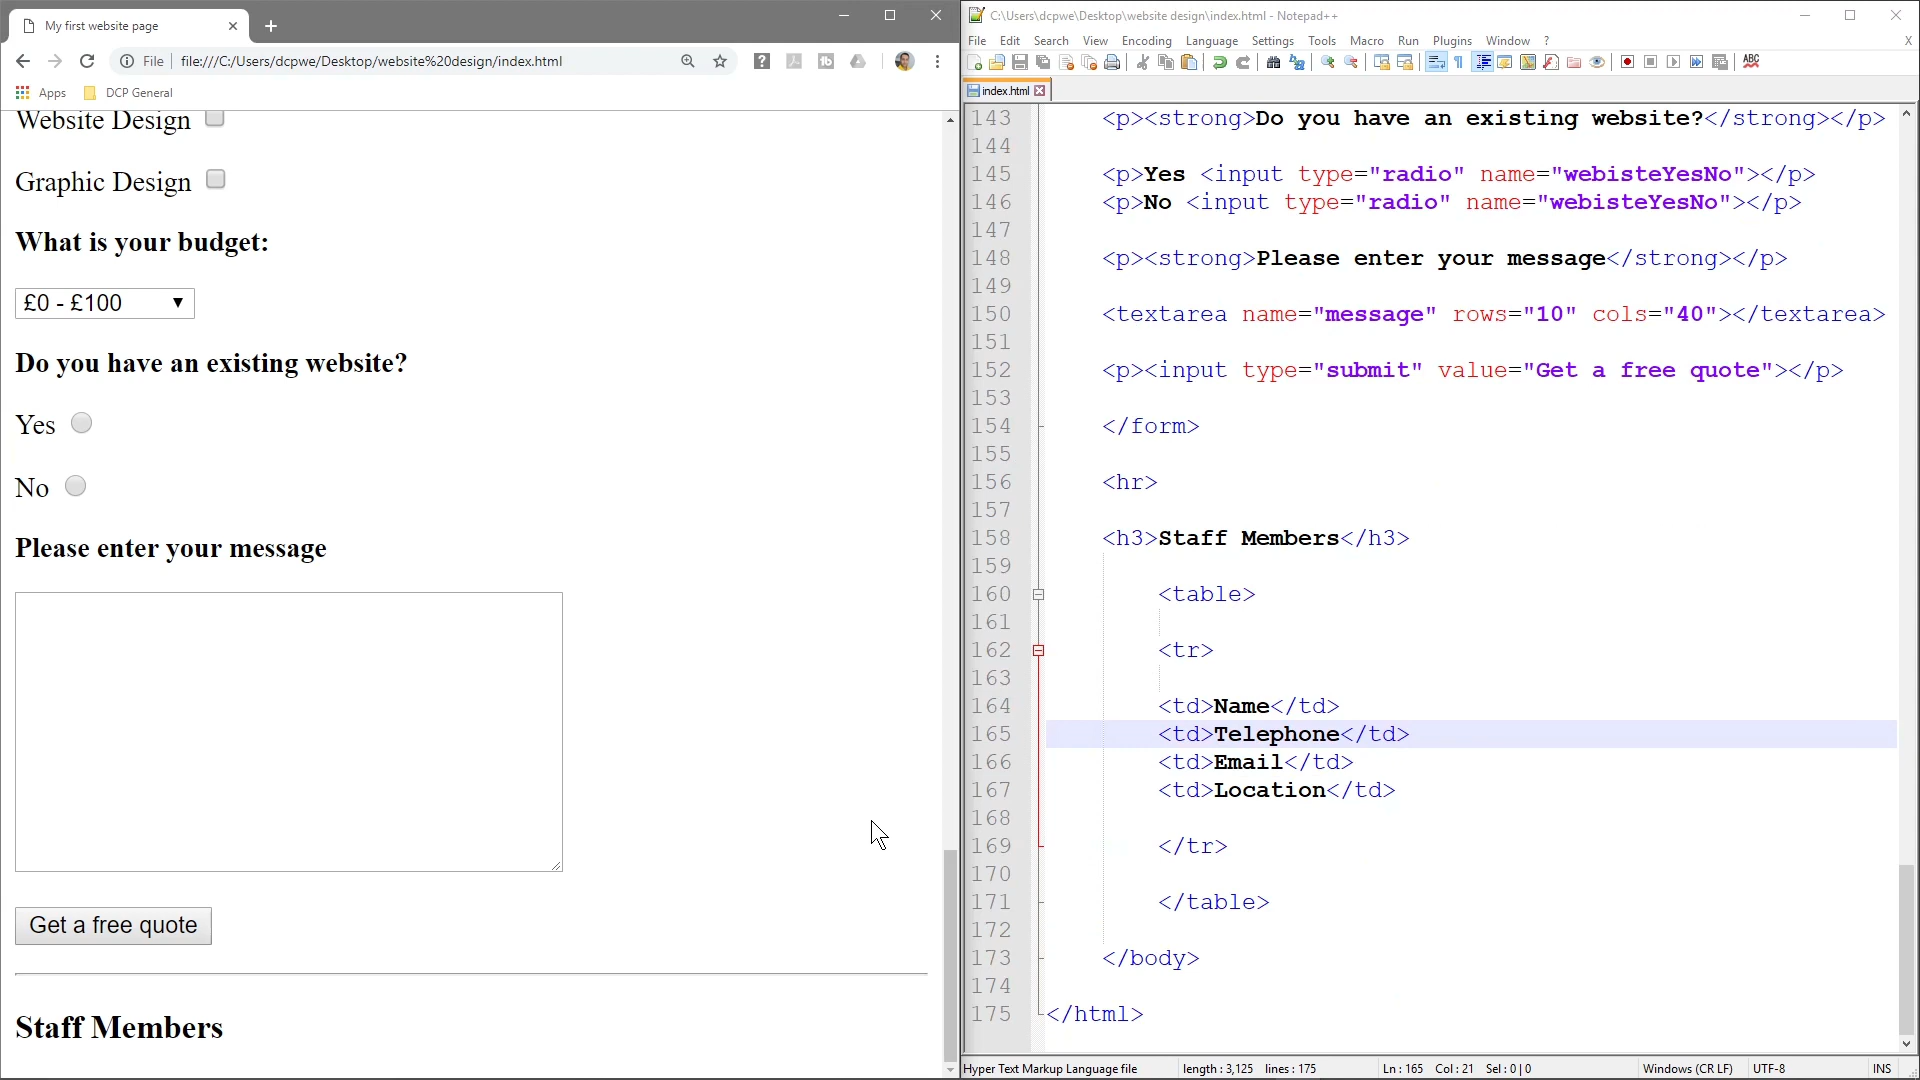 My first website page
File
file:///C:/Users/dcpwe/Desktop/website%20design/index.html
Apps
DCP General
Website Design
Graphic Design
What is your budget:
£0 - £100
Do you have an existing website?
Yes
No
Please enter your message
Get a free quote
Staff Members
C:\Users\dcpwe\Desktop\website design\index.html - Notepad++
File Edit Search View Encoding Language Settings Tools Macro Run Plugins Window ? X
ABC
index.html
143 <p><strong>Do you have an existing website?</strong></p>
144
145 <p>Yes <input type="radio" name="webisteYesNo"></p>
146 <p>No <input type="radio" name="webisteYesNo"></p>
147
148 <p><strong>Please enter your message</strong></p>
149
150 <textarea name="message" rows="10" cols="40"></textarea>
151
152 <p><input type="submit" value="Get a free quote"></p>
153
154 </form>
155
156 <hr>
157
158 <h3>Staff Members</h3>
159
160 <table>
161
162 <tr>
163
164 <td>Name</td>
165 <td>Telephone</td>
166 <td>Email</td>
167 <td>Location</td>
168
169 </tr>
170
171 </table>
172
173 </body>
174
175 </html>
Hyper Text Markup Language file length : 3,125 lines : 175 Ln : 165 Col : 21 Sel : 0 | 0 Windows (CR LF) UTF-8 INS